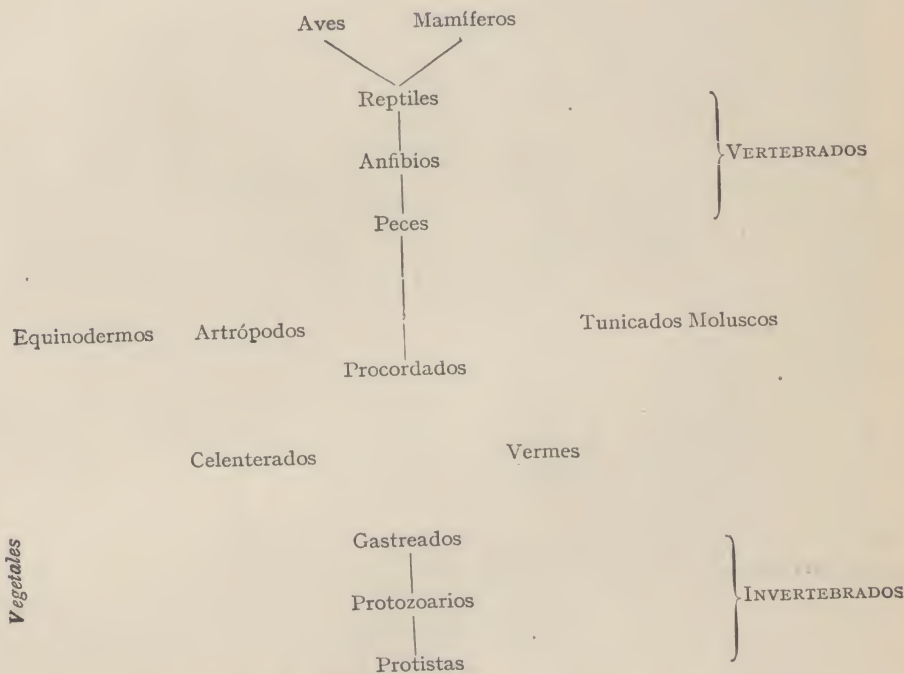 Aves Mamíferos
Reptiles
VERTEBRADOS
Anfibios
Peces
Equinodermos Artrópodos Tunicados Moluscos
Procordados
Celenterados Vermes
Vegetales
Gastreados
Protozoarios
INVERTEBRADOS
Protistas